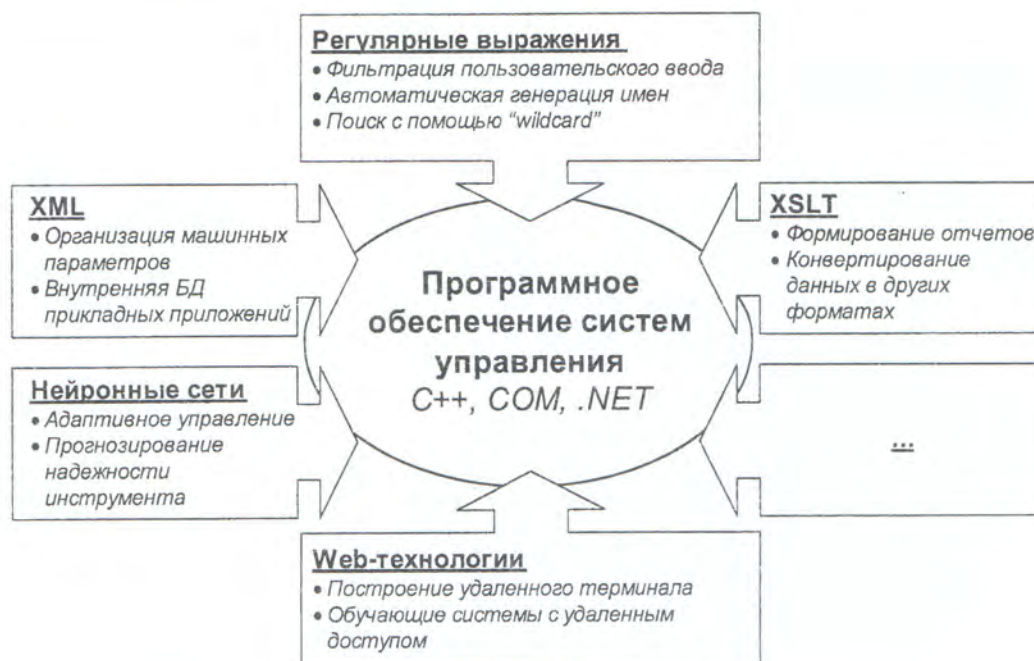 Регулярные выражения
• Фильтрация пользовательского ввода
• Автоматическая генерация имен
• Поиск с помощью “wildcard”
XML
• Организация машинных
параметров
• Внутренняя БД
прикладных приложений
XSLT
• Формирование отчетов
• Конвертирование
данных в других
форматах
Программное
обеспечение систем
управления
C++, COM, .NET
Нейронные сети
• Адаптивное управление
• Прогнозирование
надежности
инструмента
...
Web-технологии
• Построение удаленного терминала
• Обучающие системы с удаленным
доступом